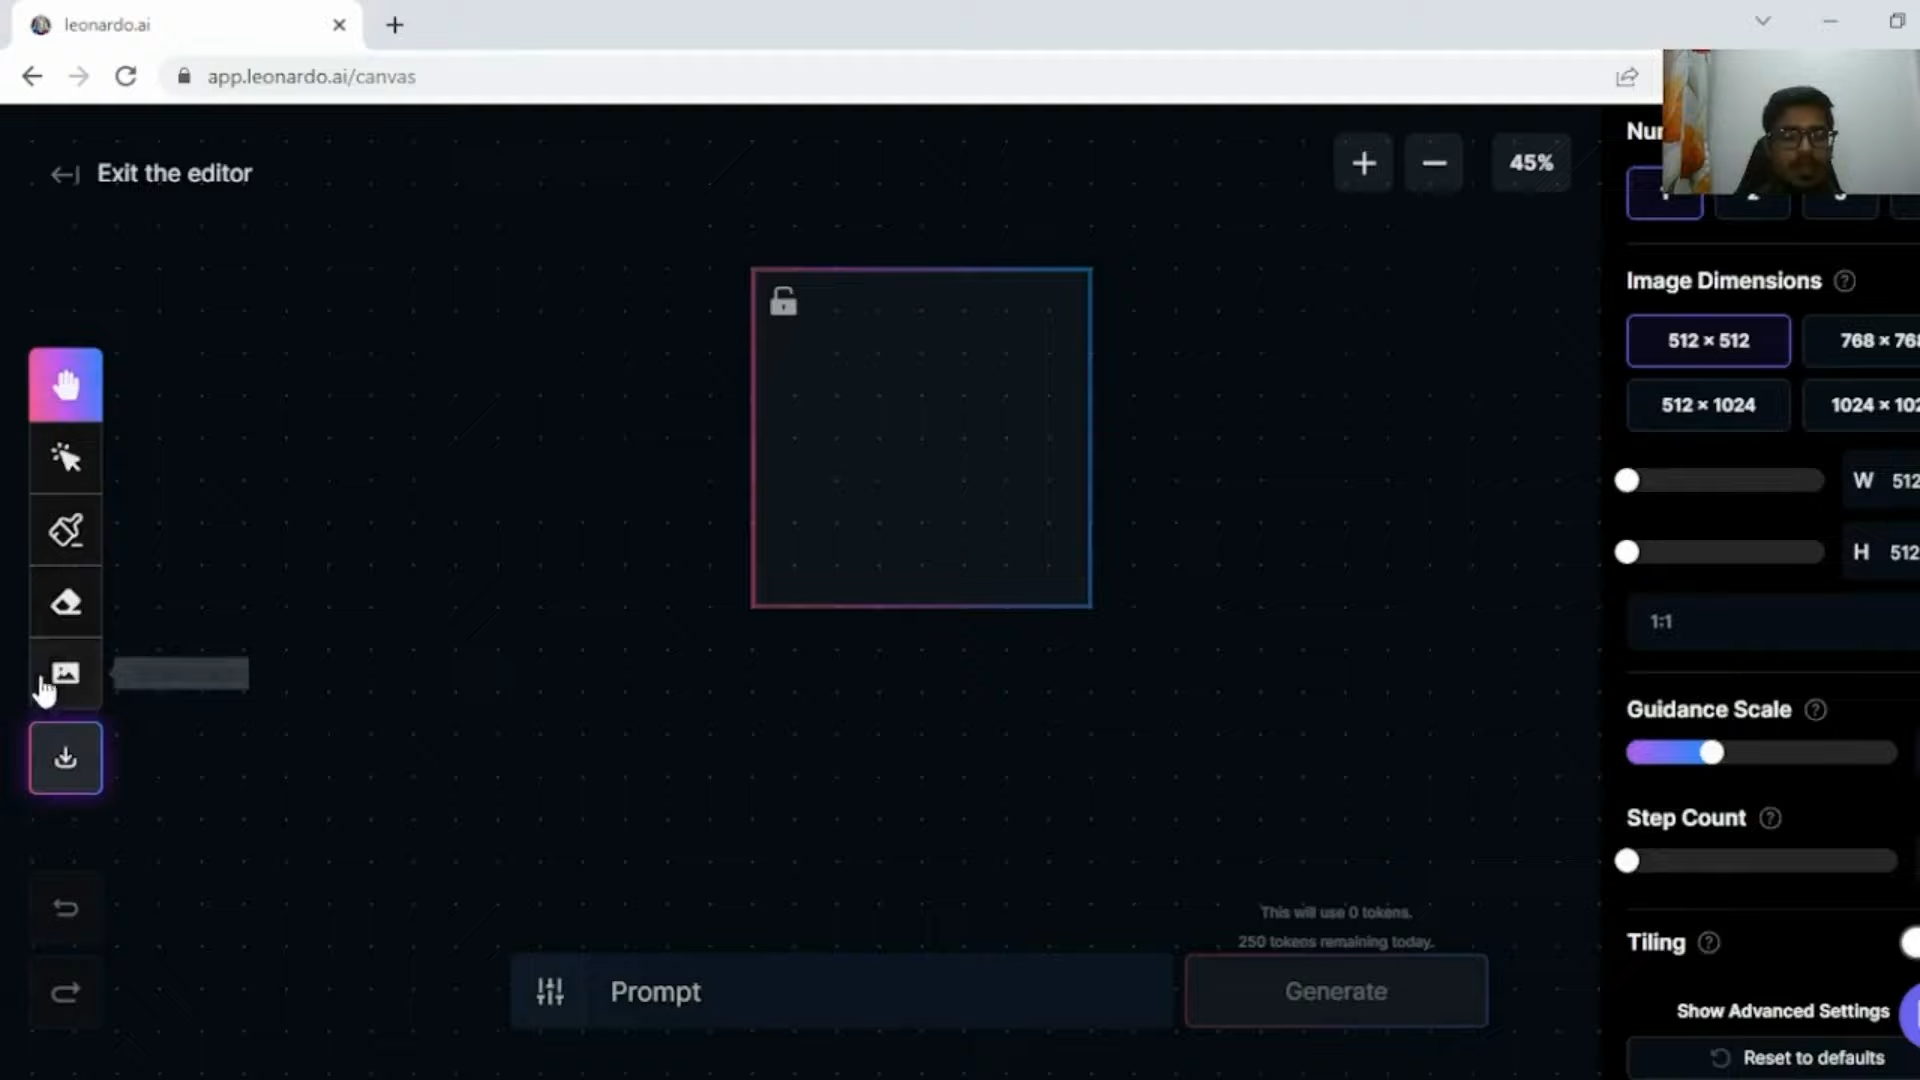 leonardo.ai
app.leonardo.ai/canvas
Exit the editor
45%
Image Dimensions
512 × 512
512 × 1024
W 512
H 512
1:1
Guidance Scale
Step Count
Tiling
Show Advanced Settings
Reset to defaults
This will use 0 tokens.
250 tokens remaining today.
Prompt
Generate